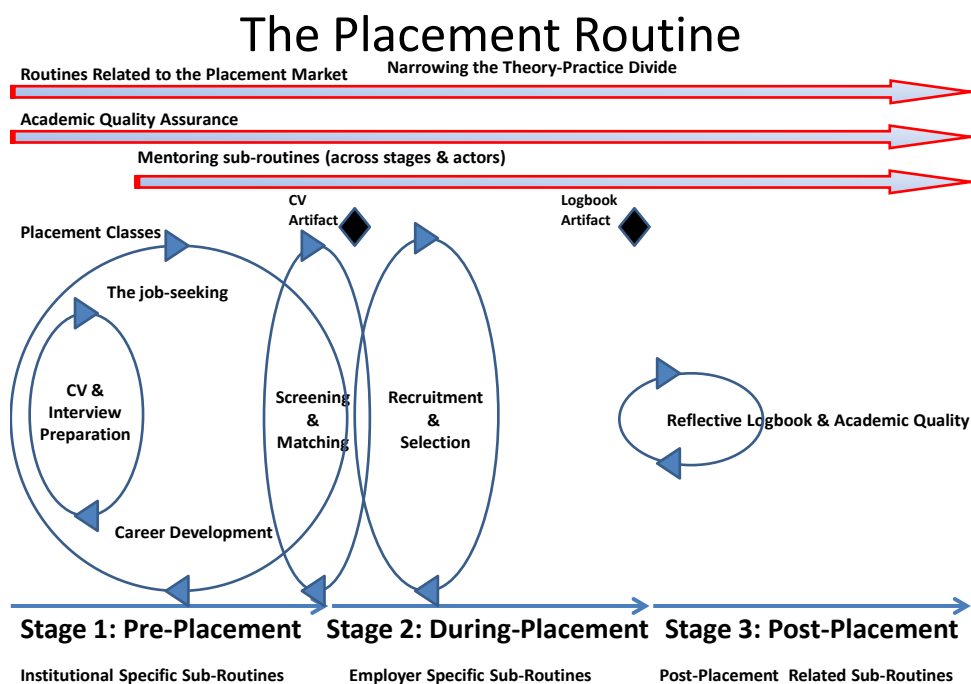 The Placement Routine
Routines Related to the Placement Market
Narrowing the Theory-Practice Divide
Academic Quality Assurance
Mentoring sub-routines (across stages & actors)
CV
Artifact
Logbook
Artifact
Placement Classes
The job-seeking
CV &
Interview
Preparation
Screening
&
Matching
Recruitment
&
Selection
Reflective Logbook & Academic Quality
Career Development
Stage 1: Pre-Placement
Stage 2: During-Placement
Stage 3: Post-Placement
Institutional Specific Sub-Routines
Employer Specific Sub-Routines
Post-Placement Related Sub-Routines